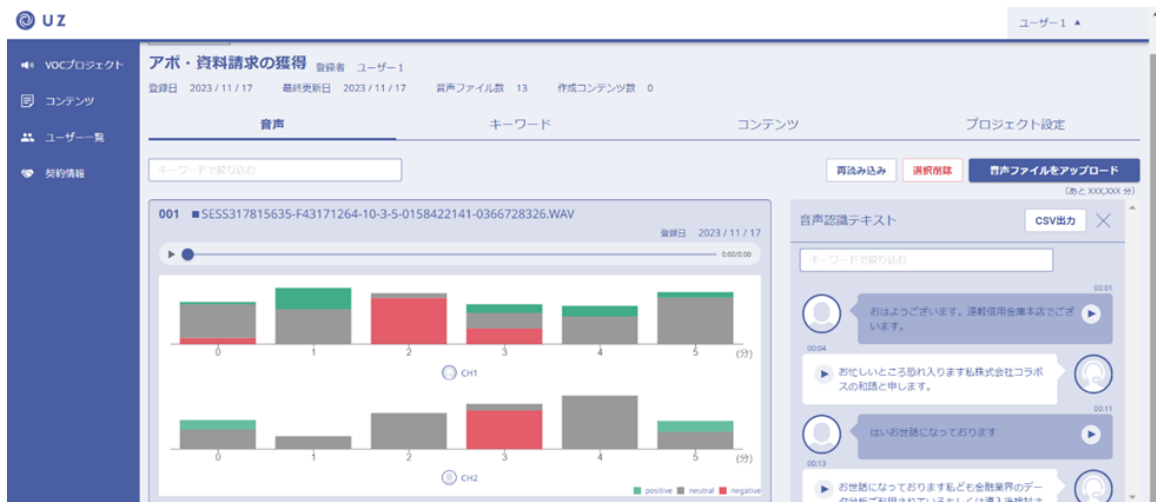 UZ
ユーザー1 ▲
VOCプロジェクト
コンテンツ
ユーザー一覧
契約情報
アポ・資料請求の獲得 登録者 ユーザー1
登録日 2023/11/17 最終更新日 2023/11/17 音声ファイル数 13 作成コンテンツ数 0
音声 キーワード コンテンツ プロジェクト設定
キーワードで絞り込む
再読み込み 選択削除 音声ファイルをアップロード
(あと XXX,XXX 分)
001 ■SESS317815635-F43171264-10-3-5-0158422141-0366728326.WAV
登録日 2023/11/17
0:00/0:00
0 1 2 3 4 5 (分)
CH1
0 1 2 3 4 5 (分)
CH2
positive neutral negative
音声認識テキスト CSV出力
キーワードで絞り込む
00:01
おはようございます。遠軽信用金庫本店でござ
います。
00:04
お忙しいところ恐れ入ります私株式会社コラボ
スの和語と申します。
00:11
はいお世話になっております
00:13
お世話になっております私ども金融業界のデー